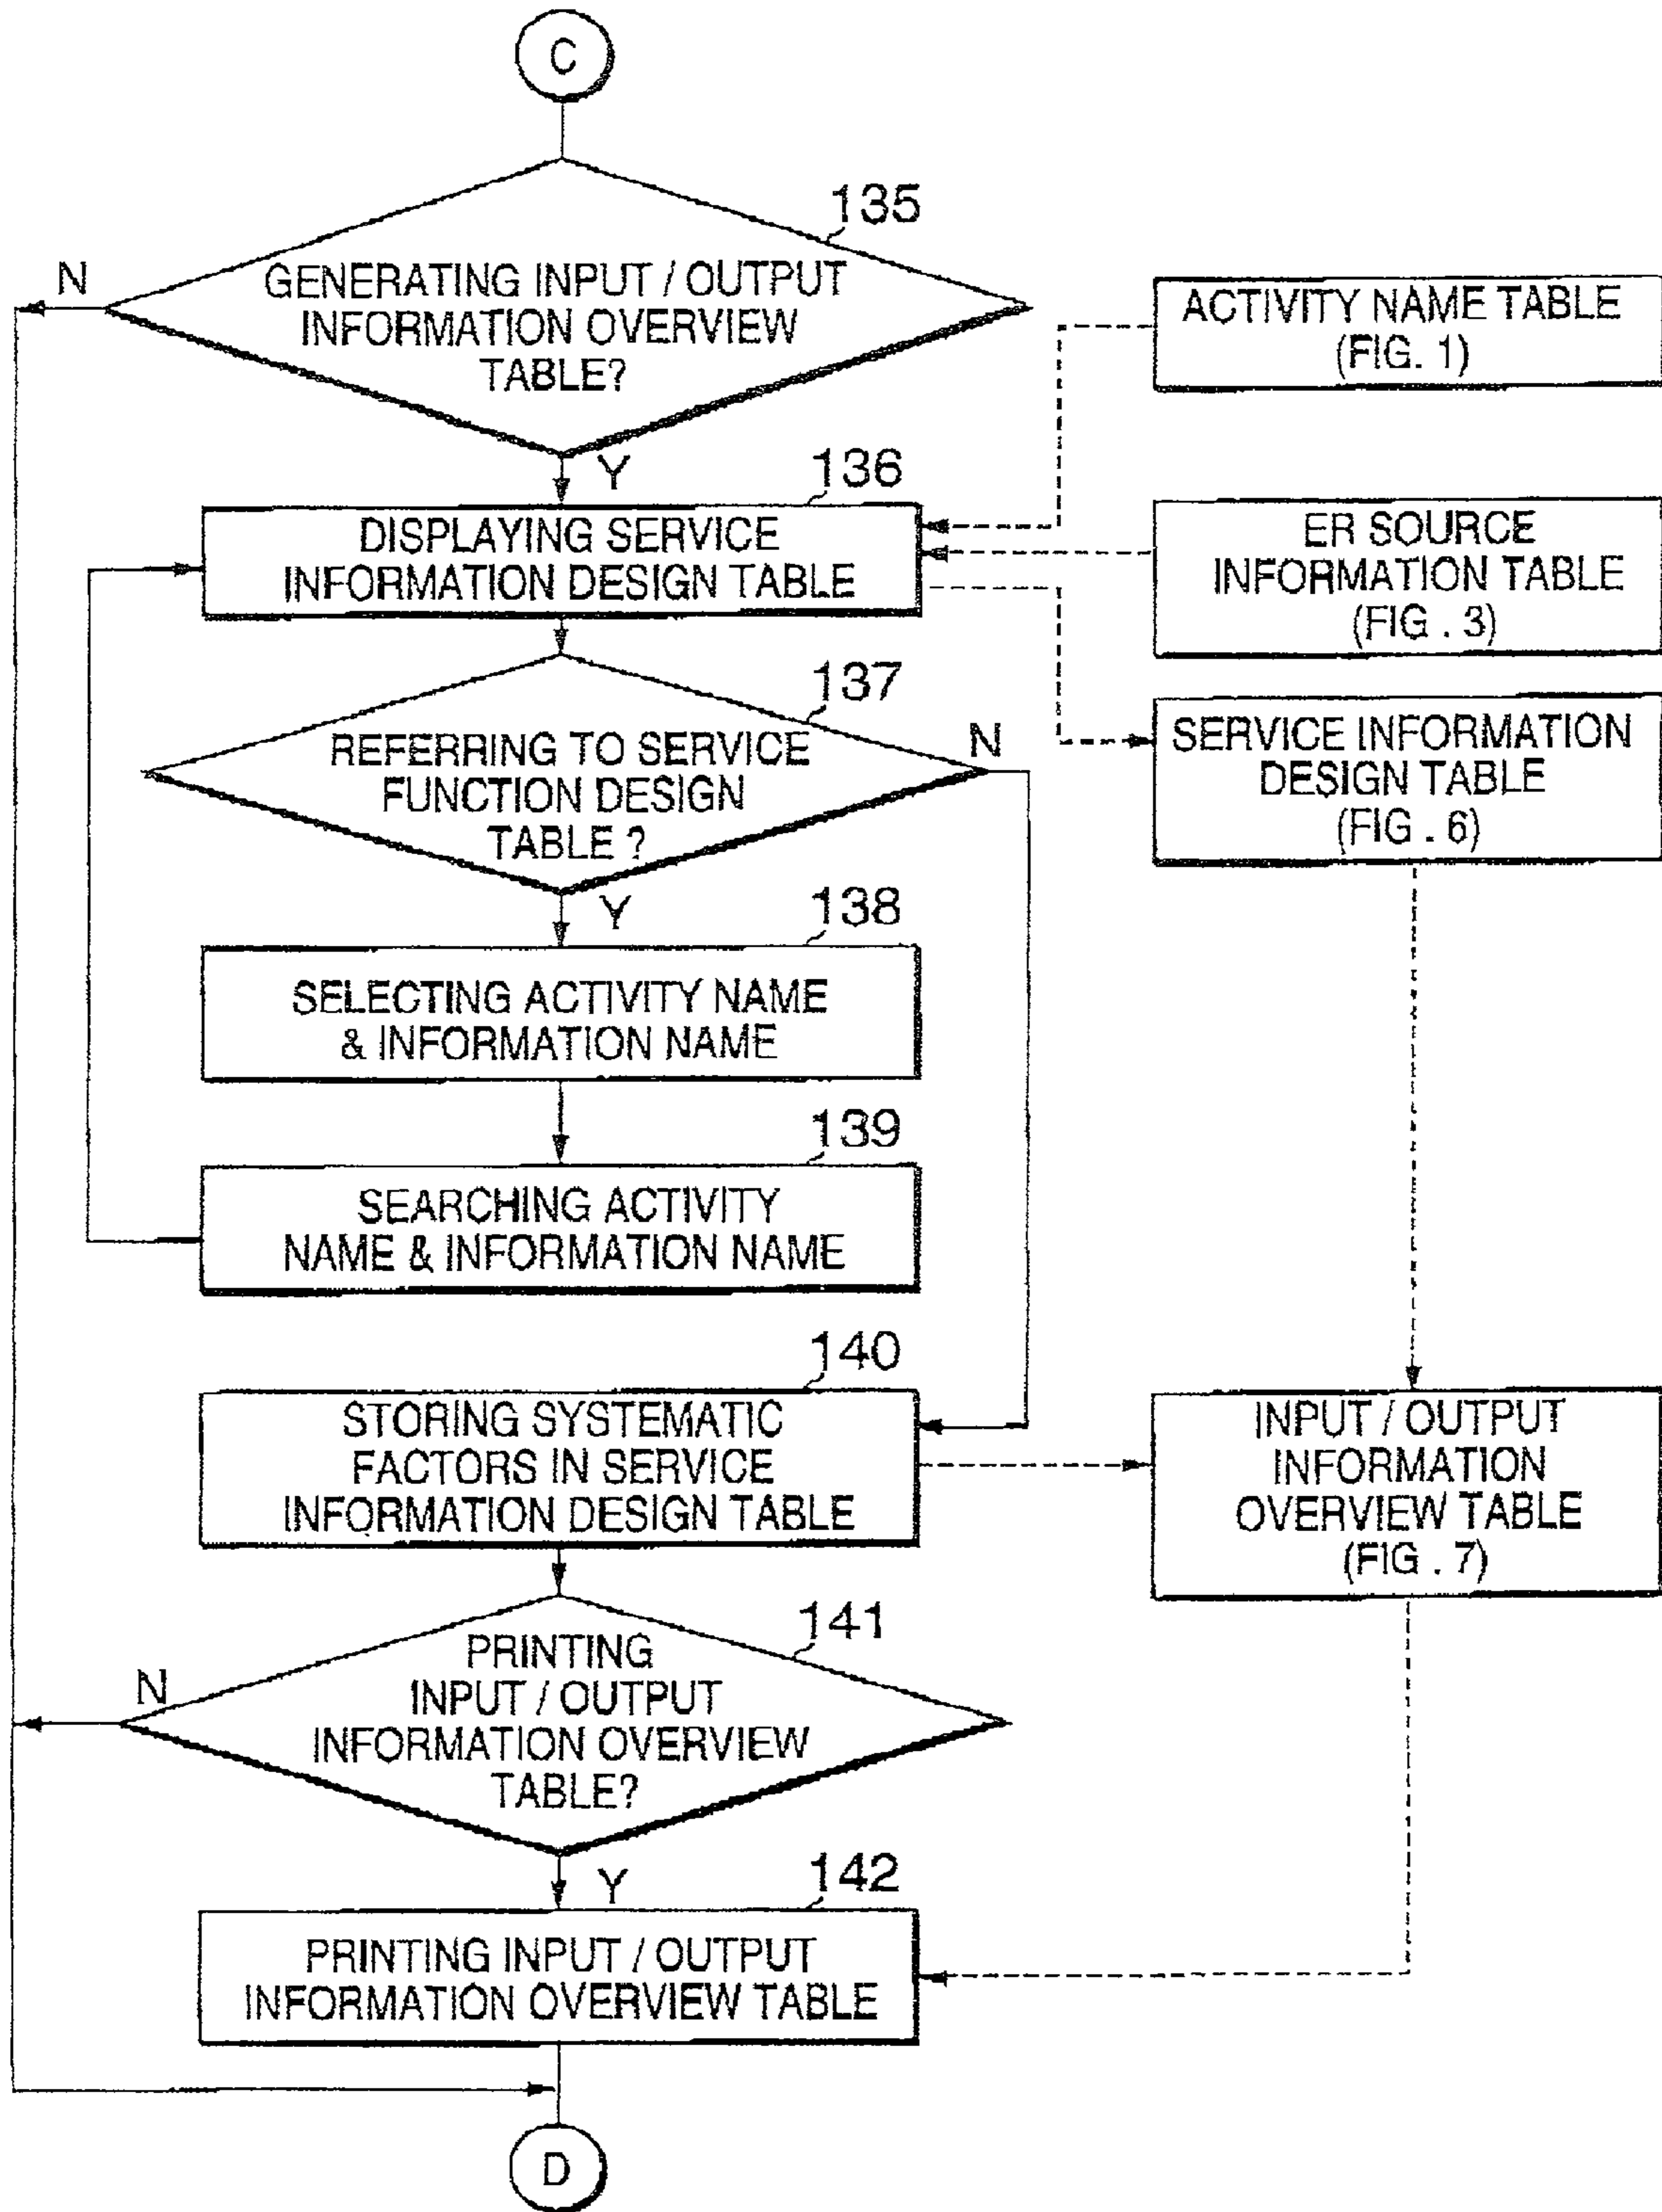 C
135
GENERATING INPUT / OUTPUT
INFORMATION OVERVIEW
TABLE?
N
Y
ACTIVITY NAME TABLE
(FIG. 1)
136
DISPLAYING SERVICE
INFORMATION DESIGN TABLE
ER SOURCE
INFORMATION TABLE
(FIG . 3)
137
REFERRING TO SERVICE
FUNCTION DESIGN
TABLE ?
N
Y
SERVICE INFORMATION
DESIGN TABLE
(FIG . 6)
138
SELECTING ACTIVITY NAME
& INFORMATION NAME
139
SEARCHING ACTIVITY
NAME & INFORMATION NAME
140
STORING SYSTEMATIC
FACTORS IN SERVICE
INFORMATION DESIGN TABLE
INPUT / OUTPUT
INFORMATION
OVERVIEW TABLE
(FIG . 7)
141
PRINTING
INPUT / OUTPUT
INFORMATION OVERVIEW
TABLE?
N
Y
142
PRINTING INPUT / OUTPUT
INFORMATION OVERVIEW TABLE
D